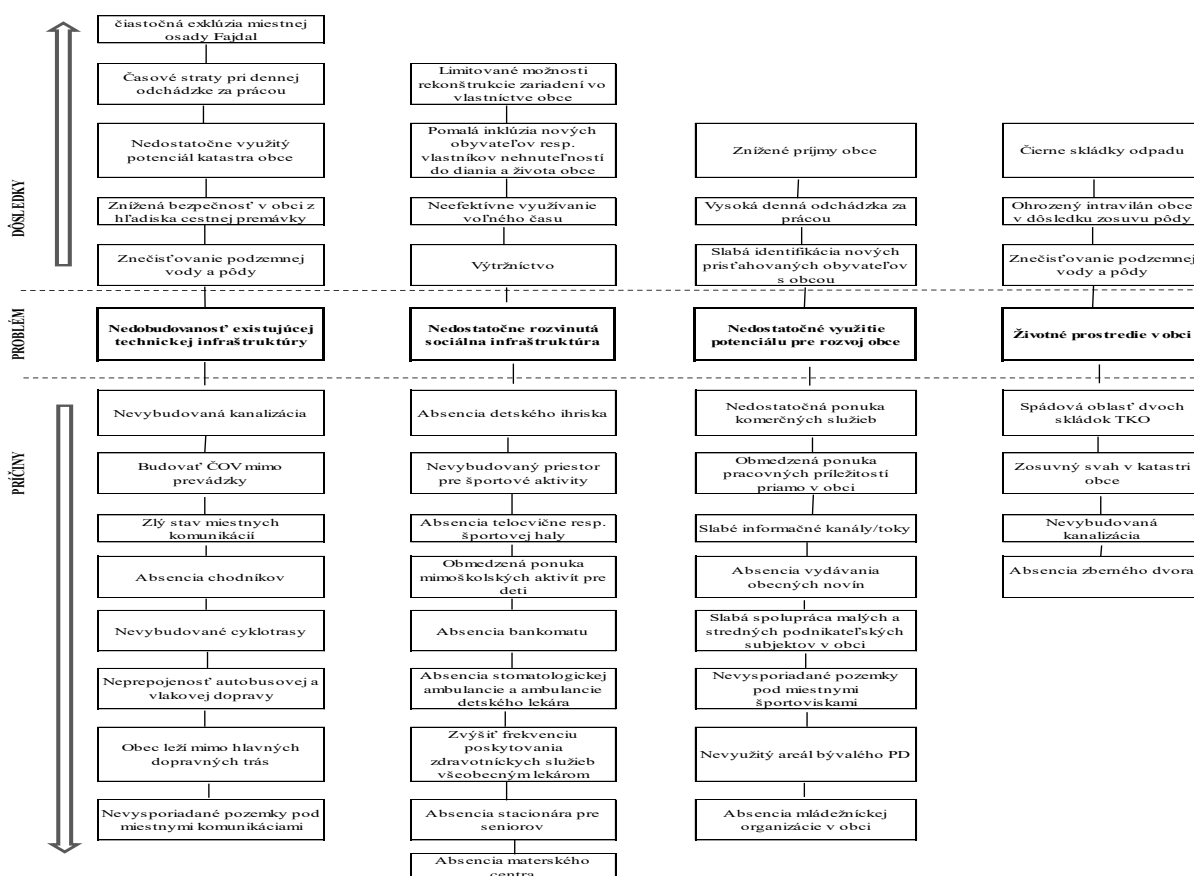 čiastočná exklúzia miestnej
osady Fajdal
Časové straty pri dennej
odchádzke za prácou
Nedostatočne využitý
potenciál katastra obce
Znížená bezpečnosť v obci z
hľadiska cestnej premávky
Znečisťovanie podzemnej
vody a pôdy
Limitované možnosti
rekonštrukcie zariadení vo
vlastníctve obce
Pomalá inklúzia nových
obyvateľov resp.
vlastníkov nehnuteľností
do diania a života obce
Neefektívne využívanie
voľného času
Výtržníctvo
Znížené príjmy obce
Vysoká denná odchádzka za
prácou
Slabá identifikácia nových
prisťahovaných obyvateľov
s obcou
Čierne skládky odpadu
Ohrozený intravilán obce
v dôsledku zosuvu pôdy
Znečisťovanie podzemnej
vody a pôdy
DÔSLEDKY
PROBLÉM
Nedobudovanosť existujúcej
technickej infraštruktúry
Nedostatočne rozvinutá
sociálna infraštruktúra
Nedostatočné využitie
potenciálu pre rozvoj obce
Životné prostredie v obci
PRÍČINY
Nevybudovaná kanalizácia
Budovať ČOV mimo
prevádzky
Zlý stav miestnych
komunikácií
Absencia chodníkov
Nevybudované cyklotrasy
Neprepojenosť autobusovej a
vlakovej dopravy
Obec leží mimo hlavných
dopravných trás
Nevysporiadané pozemky pod
miestnymi komunikáciami
Absencia detského ihriska
Nevybudovaný priestor
pre športové aktivity
Absencia telocvične resp.
športovej haly
Obmedzená ponuka
mimoškolských aktivít pre
deti
Absencia bankomatu
Absencia stomatologickej
ambulancie a ambulancie
detského lekára
Zvýšiť frekvenciu
poskytovania
zdravotníckych služieb
všeobecným lekárom
Absencia stacionára pre
seniorov
Absencia materského
centra
Nedostatočná ponuka
komerčných služieb
Obmedzená ponuka
pracovných príležitostí
priamo v obci
Slabé informačné kanály/toky
Absencia vydávania
obecných novín
Slabá spolupráca malých a
stredných podnikateľských
subjektov v obci
Nevysporiadané pozemky
pod miestnymi
športoviskami
Nevyužitý areál bývalého PD
Absencia mládežníckej
organizácie v obci
Spádová oblasť dvoch
skládok TKO
Zosuvný svah v katastri
obce
Nevybudovaná
kanalizácia
Absencia zberného dvora